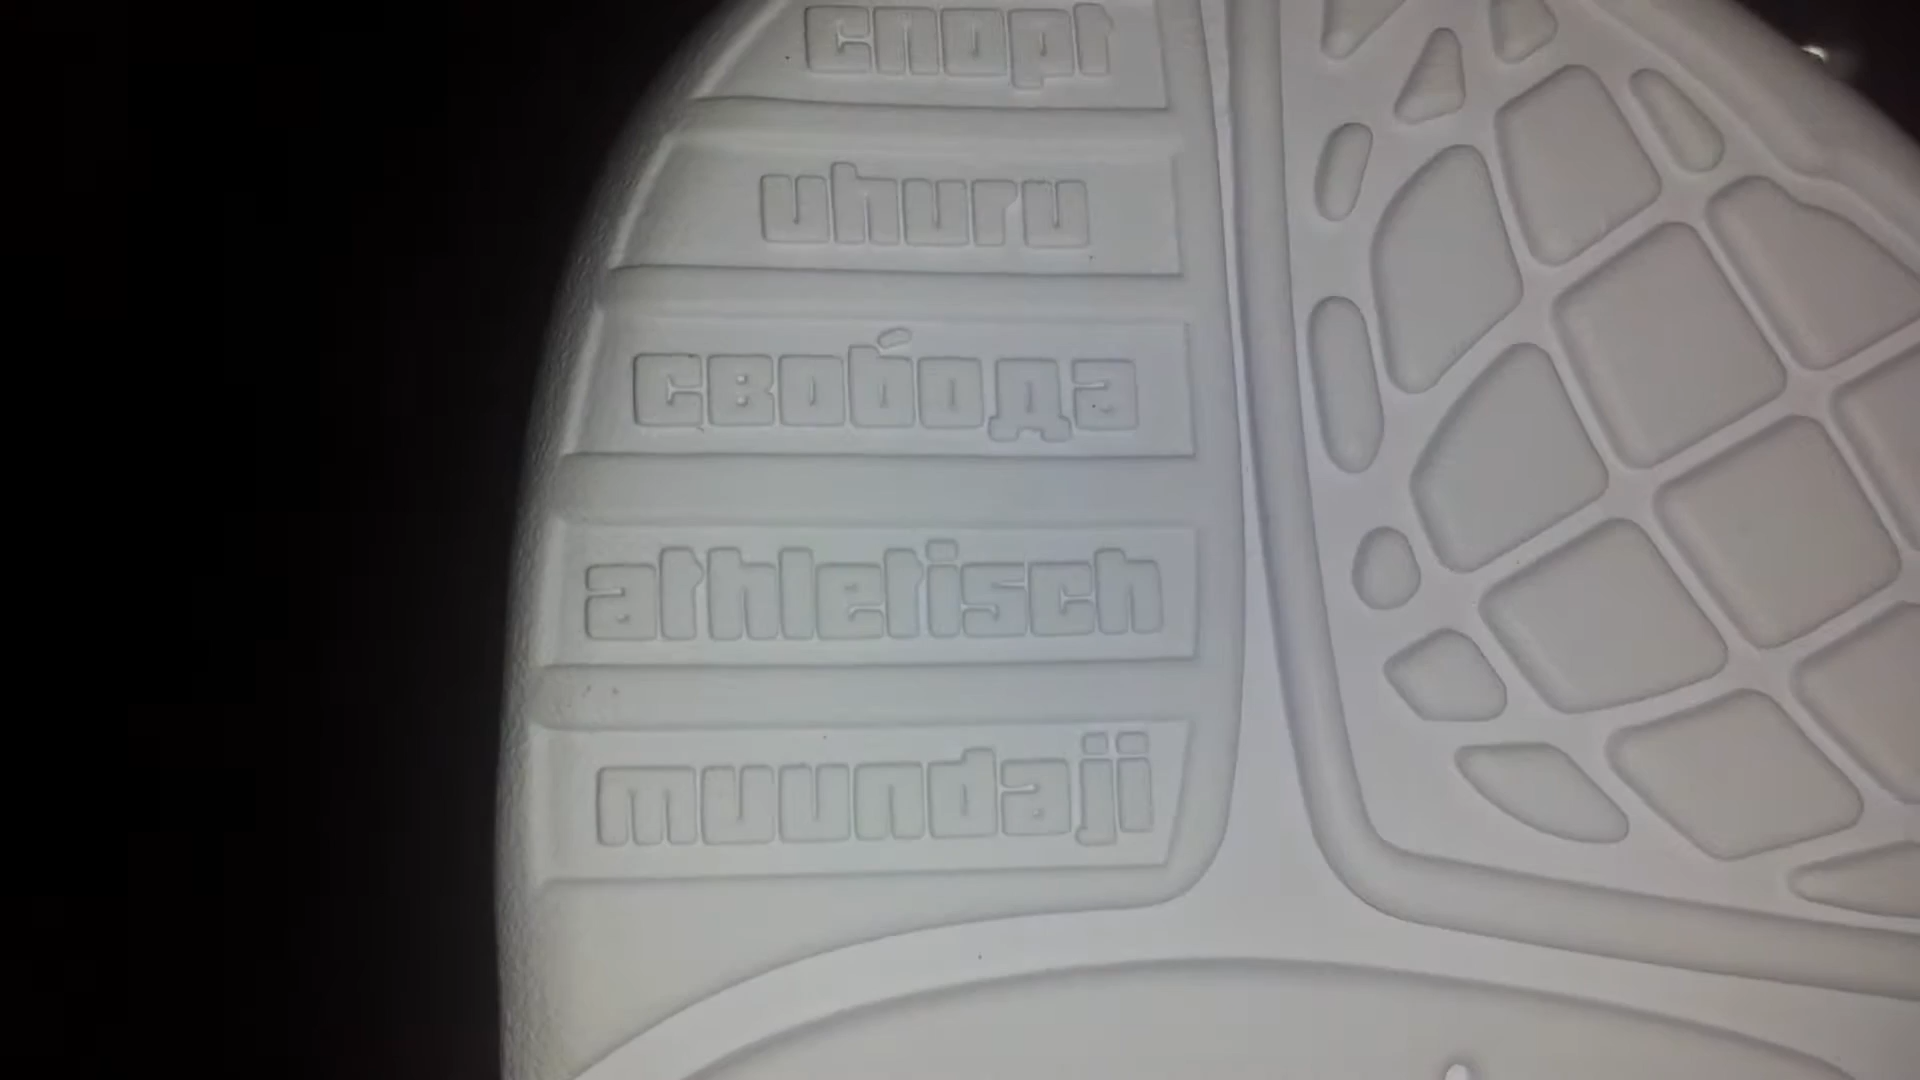 спорт
uhuru
свобода
athletisch
muundaji